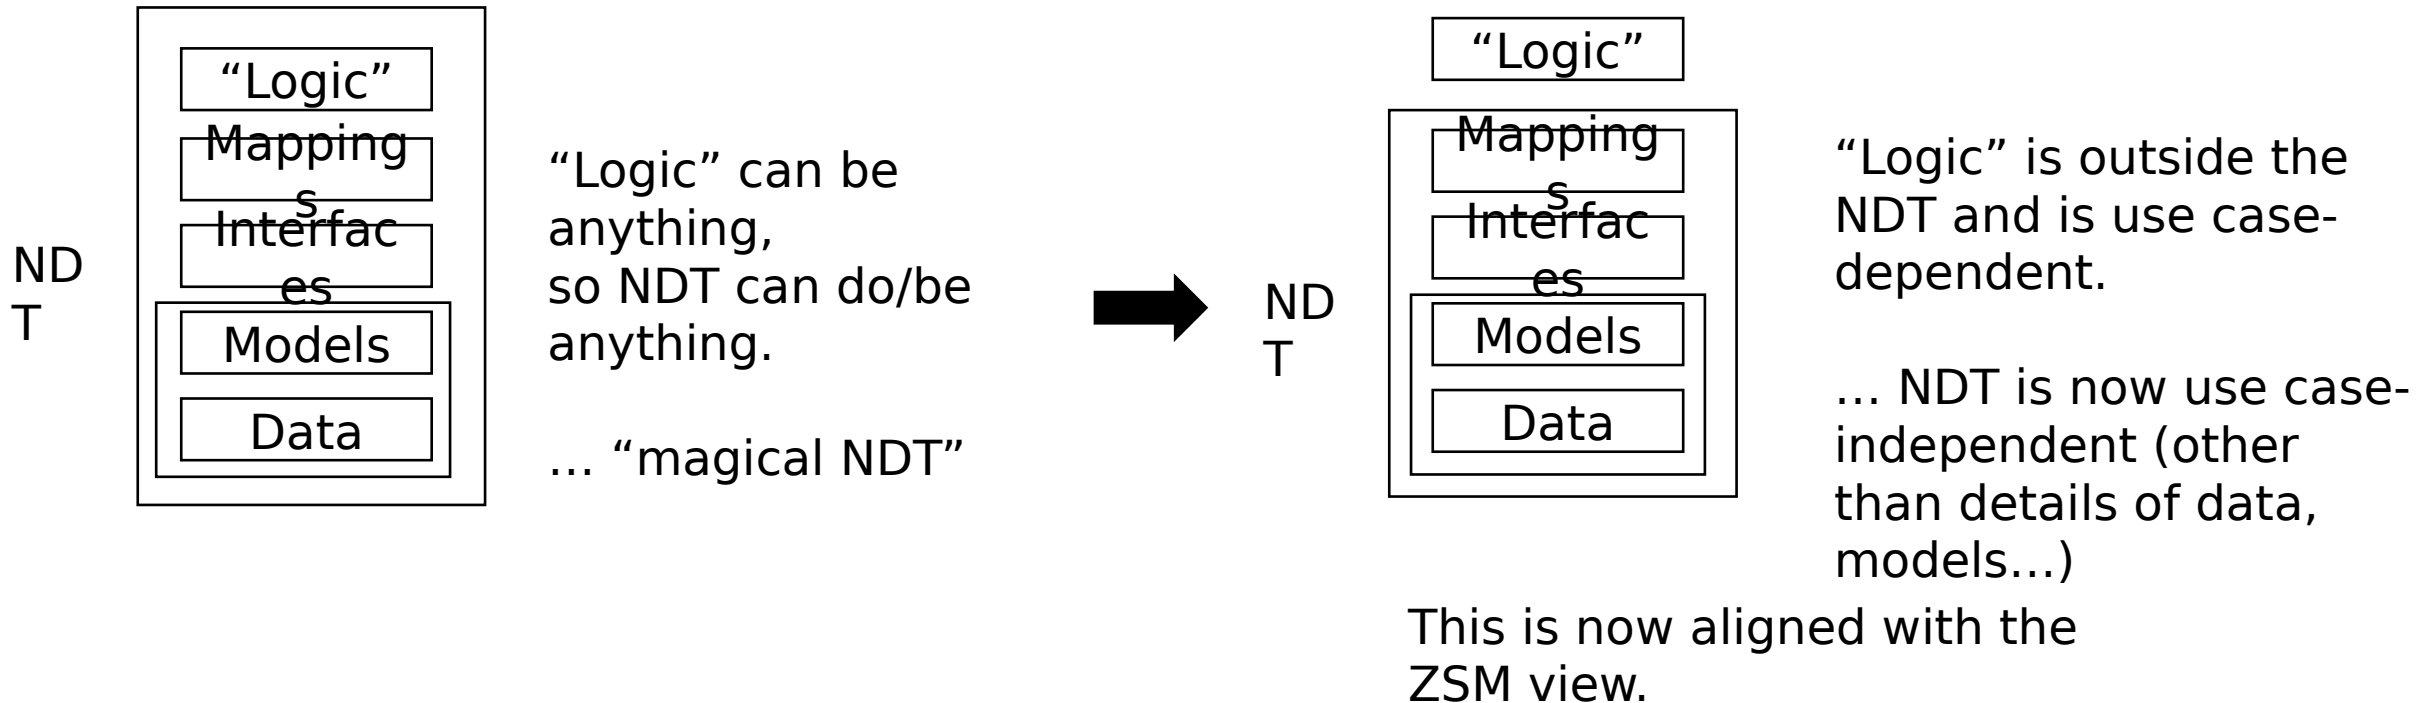 ND
T
“Logic”
Mapping
s
Interfac
es
Models
Data
“Logic” can be
anything,
so NDT can do/be
anything.
… “magical NDT”
ND
T
“Logic”
Mapping
s
Interfac
es
Models
Data
“Logic” is outside the
NDT and is use case-
dependent.
… NDT is now use case-
independent (other
than details of data,
models…)
This is now aligned with the
ZSM view.